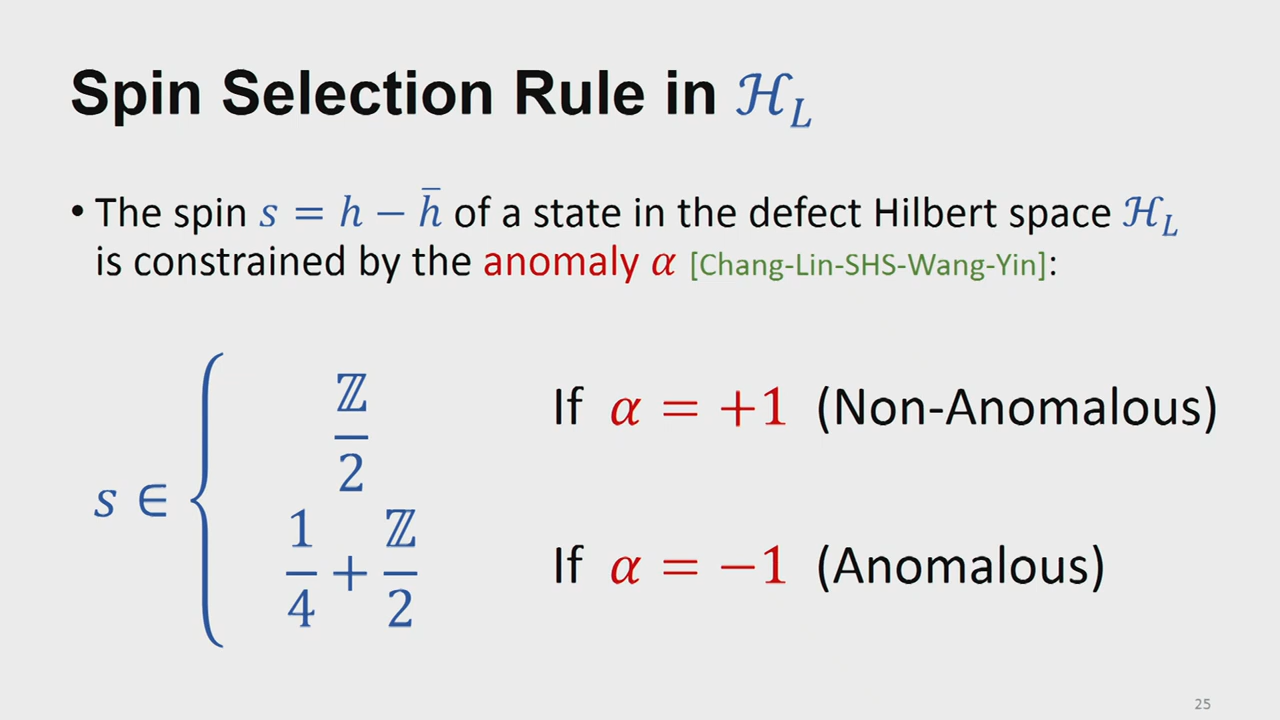 Spin Selection Rule in ℋ_L
• The spin s = h − h̄ of a state in the defect Hilbert space ℋ_L
is constrained by the anomaly α [Chang-Lin-SHS-Wang-Yin]:
s ∈ {
ℤ/2 If α = +1 (Non-Anomalous)
1/4 + ℤ/2 If α = −1 (Anomalous)
25